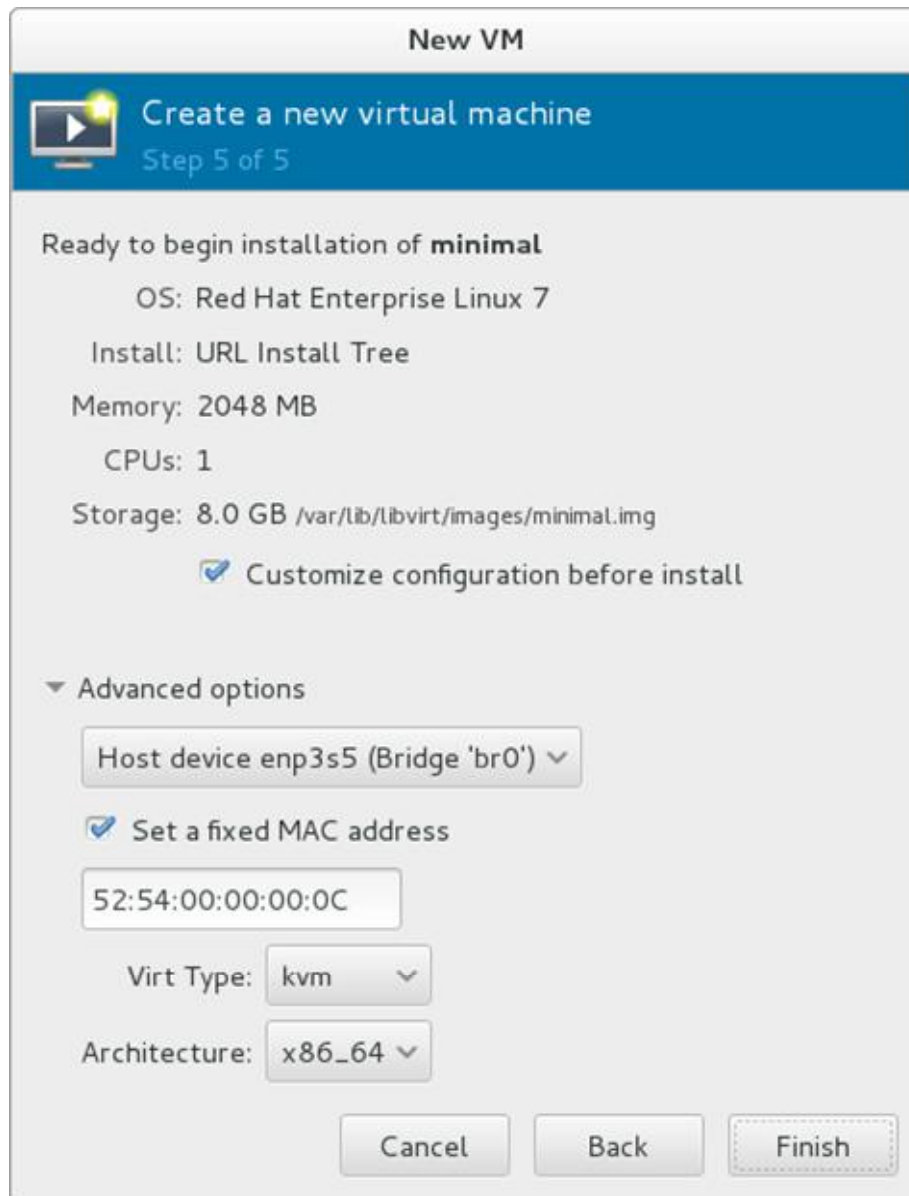 New VM
Create a new virtual machine
Step 5 of 5
Ready to begin installation of minimal
OS: Red Hat Enterprise Linux 7
Install: URL Install Tree
Memory: 2048 MB
CPUs: 1
Storage: 8.0 GB /var/lib/libvirt/images/minimal.img
Customize configuration before install
Advanced options
Host device enp3s5 (Bridge 'br0')
Set a fixed MAC address
52:54:00:00:00:0C
Virt Type: kvm
Architecture: x86_64
Cancel Back Finish